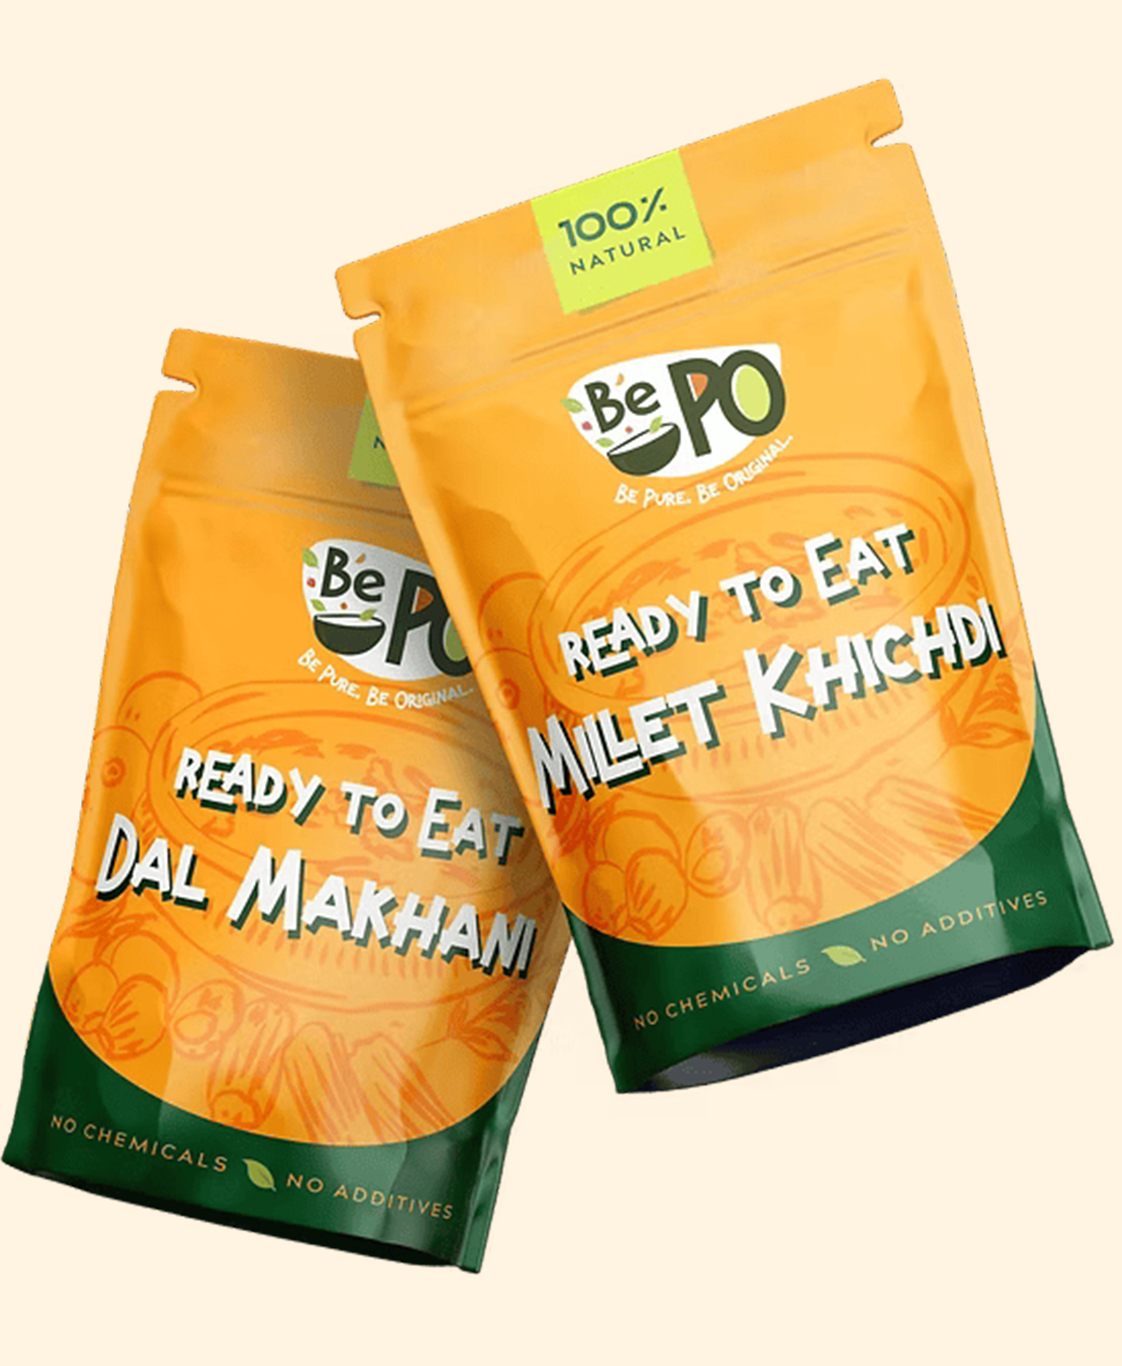 100%
NATURAL
Be PO
BE PURE. BE ORIGINAL.
READY TO EAT
MILLET KHICHDI
NO CHEMICALS NO ADDITIVES
Be PO
BE PURE. BE ORIGINAL.
READY TO EAT
DAL MAKHANI
NO CHEMICALS NO ADDITIVES